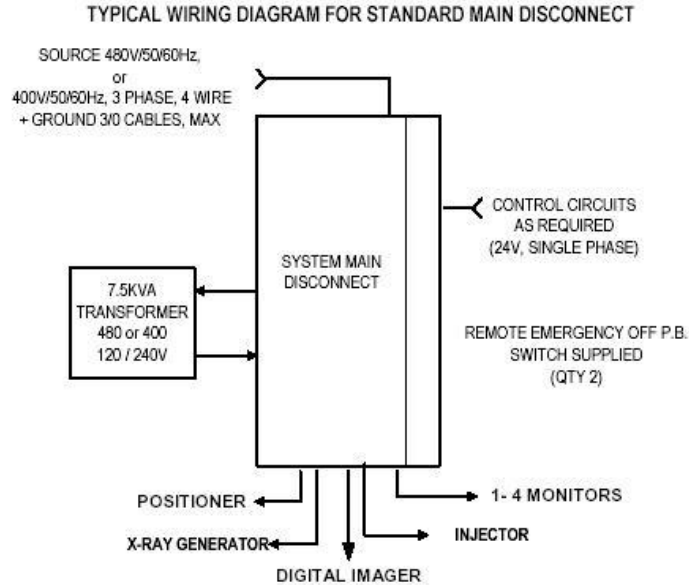 TYPICAL WIRING DIAGRAM FOR STANDARD MAIN DISCONNECT
SOURCE 480V/50/60Hz,
or
400V/50/60Hz, 3 PHASE, 4 WIRE
+ GROUND 3/0 CABLES, MAX
CONTROL CIRCUITS
AS REQUIRED
(24V, SINGLE PHASE)
SYSTEM MAIN
DISCONNECT
7.5KVA
TRANSFORMER
480 or 400
120 / 240V
REMOTE EMERGENCY OFF P.B.
SWITCH SUPPLIED
(QTY 2)
POSITIONER
1- 4 MONITORS
X-RAY GENERATOR
INJECTOR
DIGITAL IMAGER